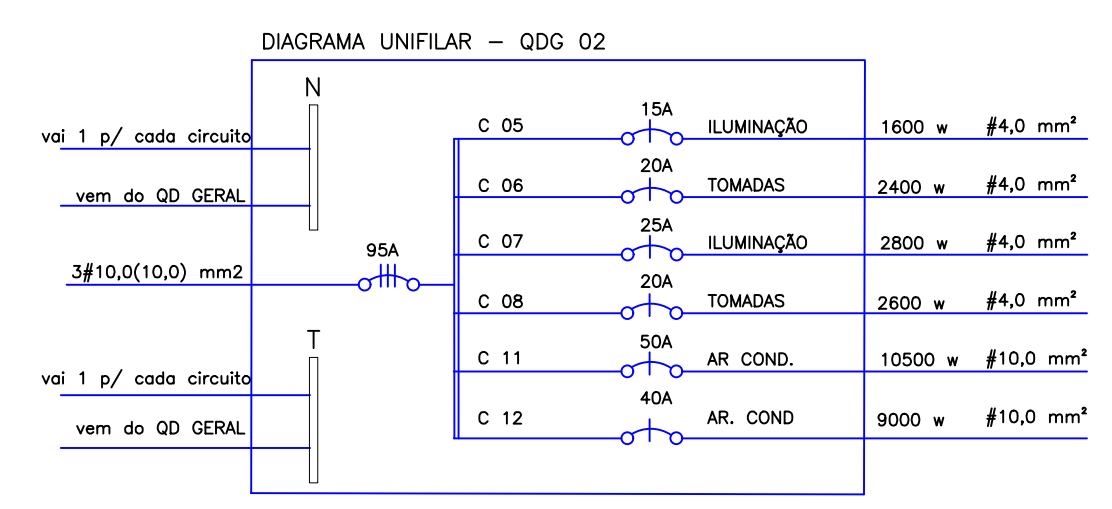 DIAGRAMA UNIFILAR - QDG 02
N
vai 1 p/ cada circuito
vem do QD GERAL
95A
3#10,0(10,0) mm2
T
vai 1 p/ cada circuito
vem do QD GERAL
C 05 15A ILUMINAÇÃO 1600 w #4,0 mm²
C 06 20A TOMADAS 2400 w #4,0 mm²
C 07 25A ILUMINAÇÃO 2800 w #4,0 mm²
C 08 20A TOMADAS 2600 w #4,0 mm²
C 11 50A AR COND. 10500 w #10,0 mm²
C 12 40A AR. COND 9000 w #10,0 mm²